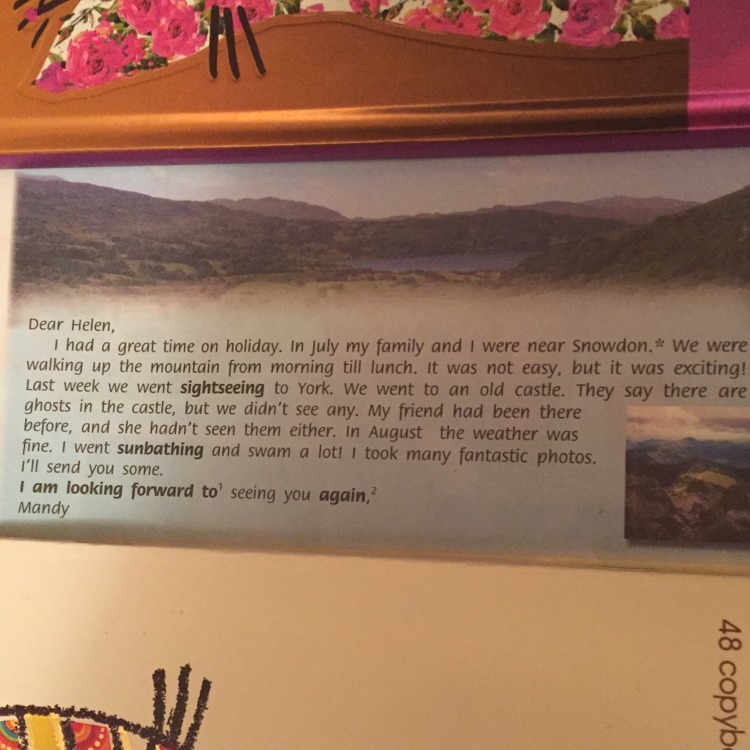 Dear Helen,
I had a great time on holiday. In July my family and I were near Snowdon.* We were
walking up the mountain from morning till lunch. It was not easy, but it was exciting!
Last week we went sightseeing to York. We went to an old castle. They say there are
ghosts in the castle, but we didn't see any. My friend had been there
before, and she hadn't seen them either. In August the weather was
fine. I went sunbathing and swam a lot! I took many fantastic photos.
I'll send you some.
I am looking forward to¹ seeing you again,²
Mandy
48